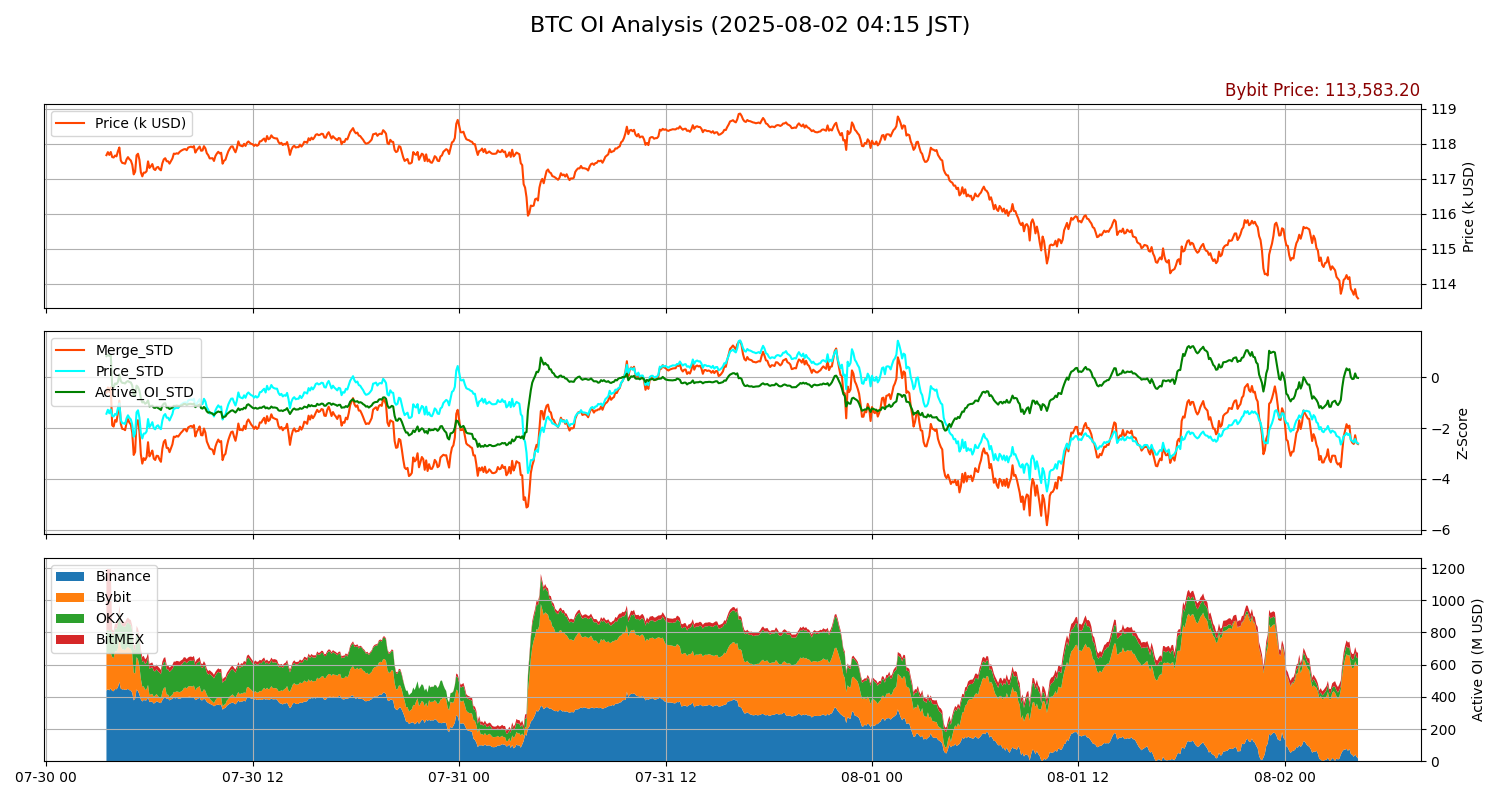 BTC OI Analysis (2025-08-02 04:15 JST)
Bybit Price: 113,583.20
Price (k USD)
119
118
117
116
115
114
Price (k USD)
Merge_STD
Price_STD
Active_OI_STD
0
−2
−4
−6
Z-Score
Binance
Bybit
OKX
BitMEX
1200
1000
800
600
400
200
0
Active OI (M USD)
07-30 00
07-30 12
07-31 00
07-31 12
08-01 00
08-01 12
08-02 00